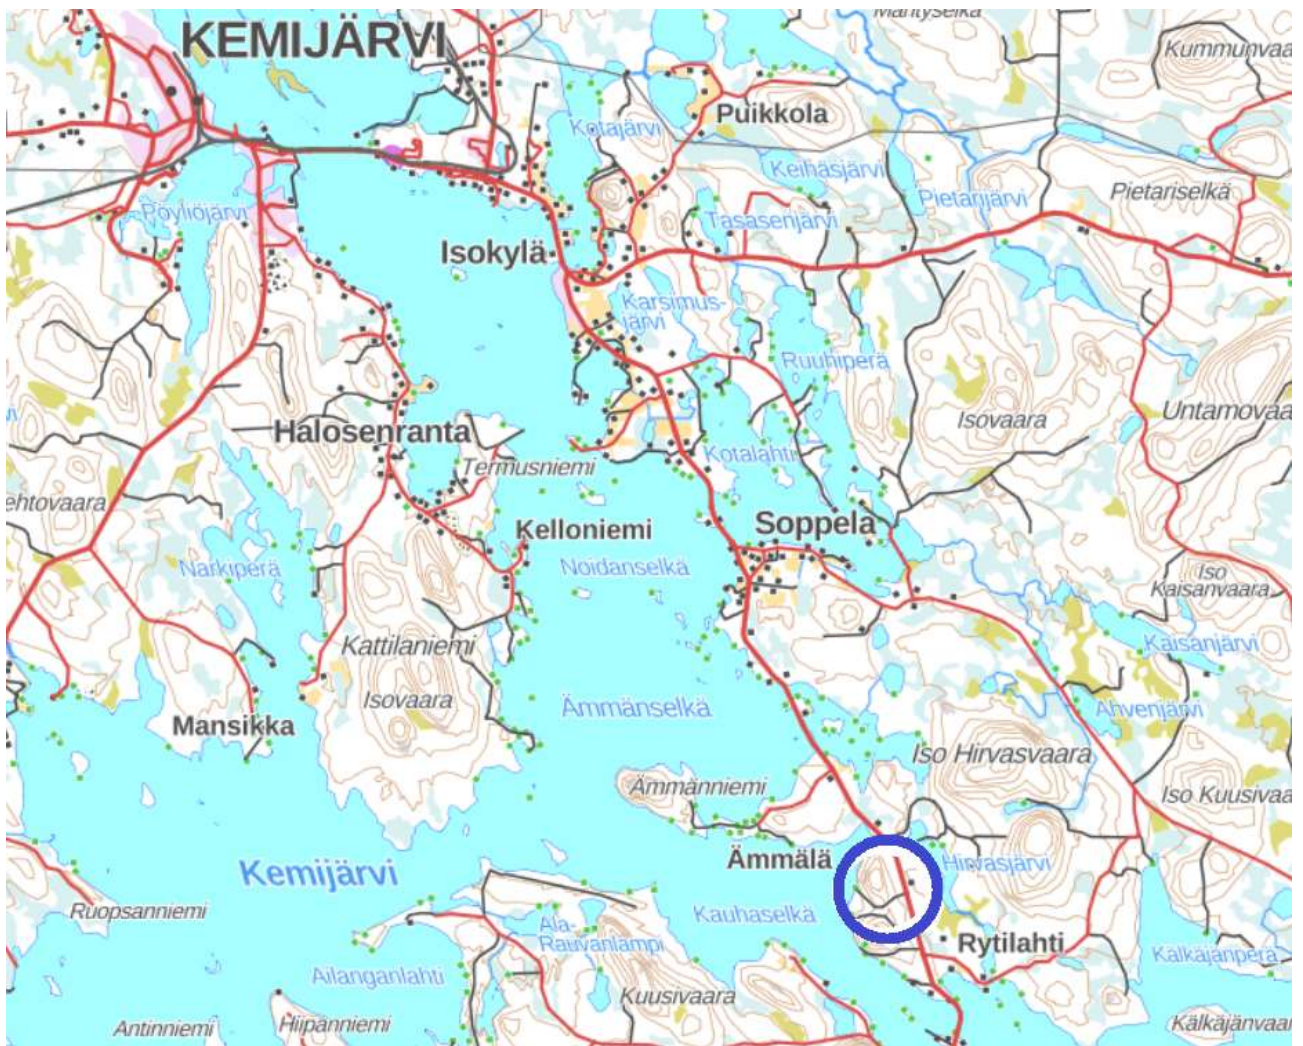 KEMIJÄRVI
Kummunvaa
Puikkola
Kotajärvi
Keihäsjärvi
Pietarijärvi
Pietariselkä
Pöyliöjärvi
Tasasenjärvi
Isokylä
Karsimus-
järvi
Ruuhiperä
Isovaara
Untamovaa
Halosenranta
Termusniemi
Kotalahti
ehtovaara
Kelloniemi
Soppela
Narkiperä
Noidanselkä
Iso
Kaisanvaara
Kattilaniemi
Kaisanjärvi
Isovaara
Ämmänselkä
Ahvenjärvi
Mansikka
Iso Hirvasvaara
Ämmänniemi
Iso Kuusivaa
Ämmälä
Hirvasjärvi
Kemijärvi
Ruopsanniemi
Kauhaselkä
Ala-
Rauvanlampi
Rytilahti
Kälkäjänperä
Ailanganlahti
Kuusivaara
Antinniemi
Hiipanniemi
Kälkäjänvaar